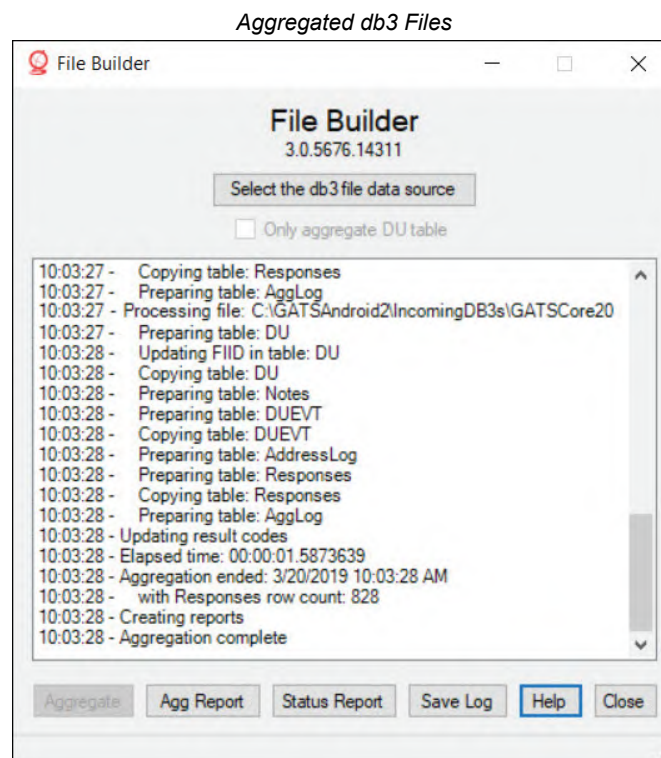 Aggregated db3 Files
File Builder
File Builder
3.0.5676.14311
Select the db3 file data source
Only aggregate DU table
10:03:27 - Copying table: Responses
10:03:27 - Preparing table: AggLog
10:03:27 - Processing file: C:\GATSAndroid2\IncomingDB3s\GATSCore20
10:03:27 - Preparing table: DU
10:03:28 - Updating FIID in table: DU
10:03:28 - Copying table: DU
10:03:28 - Preparing table: Notes
10:03:28 - Preparing table: DUEVT
10:03:28 - Copying table: DUEVT
10:03:28 - Preparing table: AddressLog
10:03:28 - Preparing table: Responses
10:03:28 - Copying table: Responses
10:03:28 - Preparing table: AggLog
10:03:28 - Updating result codes
10:03:28 - Elapsed time: 00:00:01.5873639
10:03:28 - Aggregation ended: 3/20/2019 10:03:28 AM
10:03:28 - with Responses row count: 828
10:03:28 - Creating reports
10:03:28 - Aggregation complete
Aggregate Agg Report Status Report Save Log Help Close